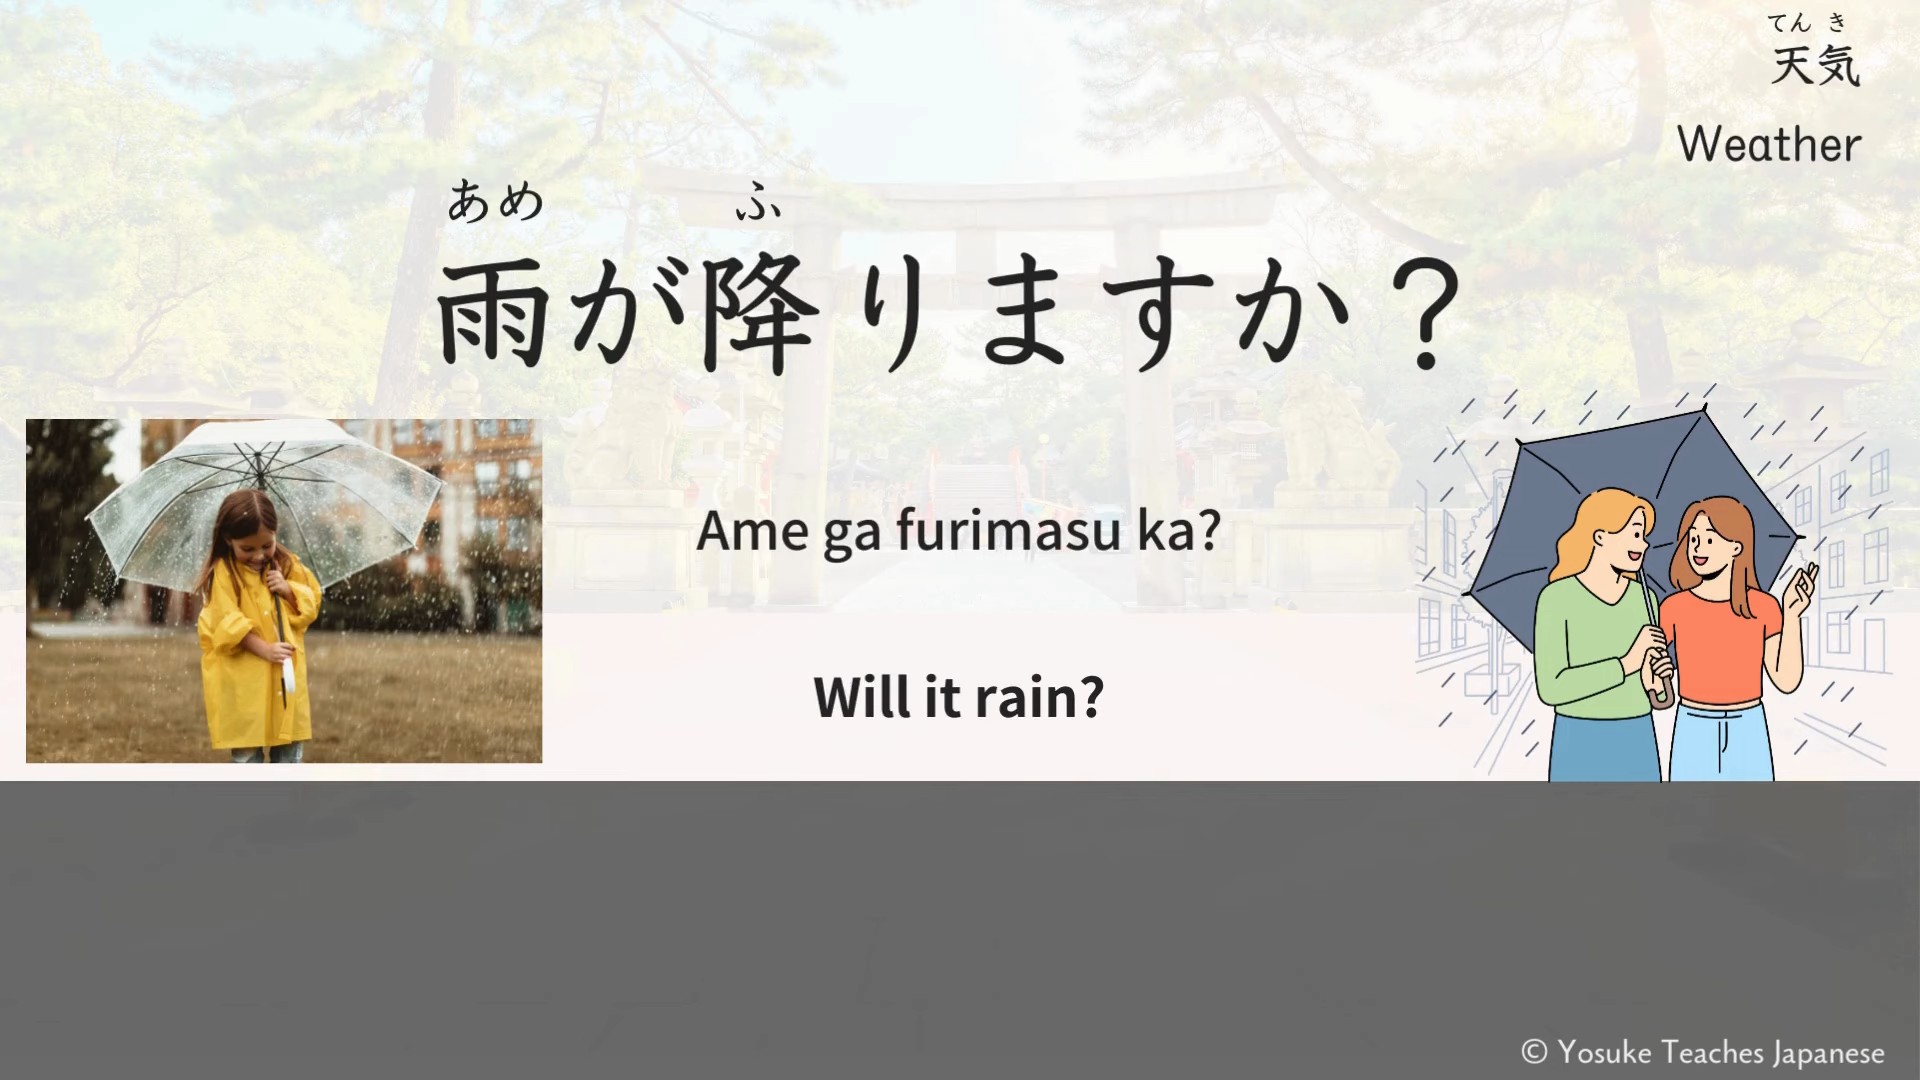 てん き
天気
Weather
あめ ふ
雨が降りますか？
Ame ga furimasu ka?
Will it rain?
© Yosuke Teaches Japanese